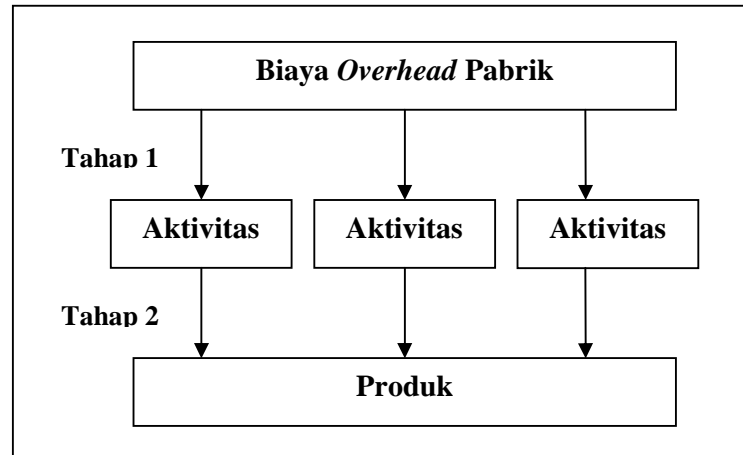 Biaya Overhead Pabrik
Tahap 1
Aktivitas Aktivitas Aktivitas
Tahap 2
Produk